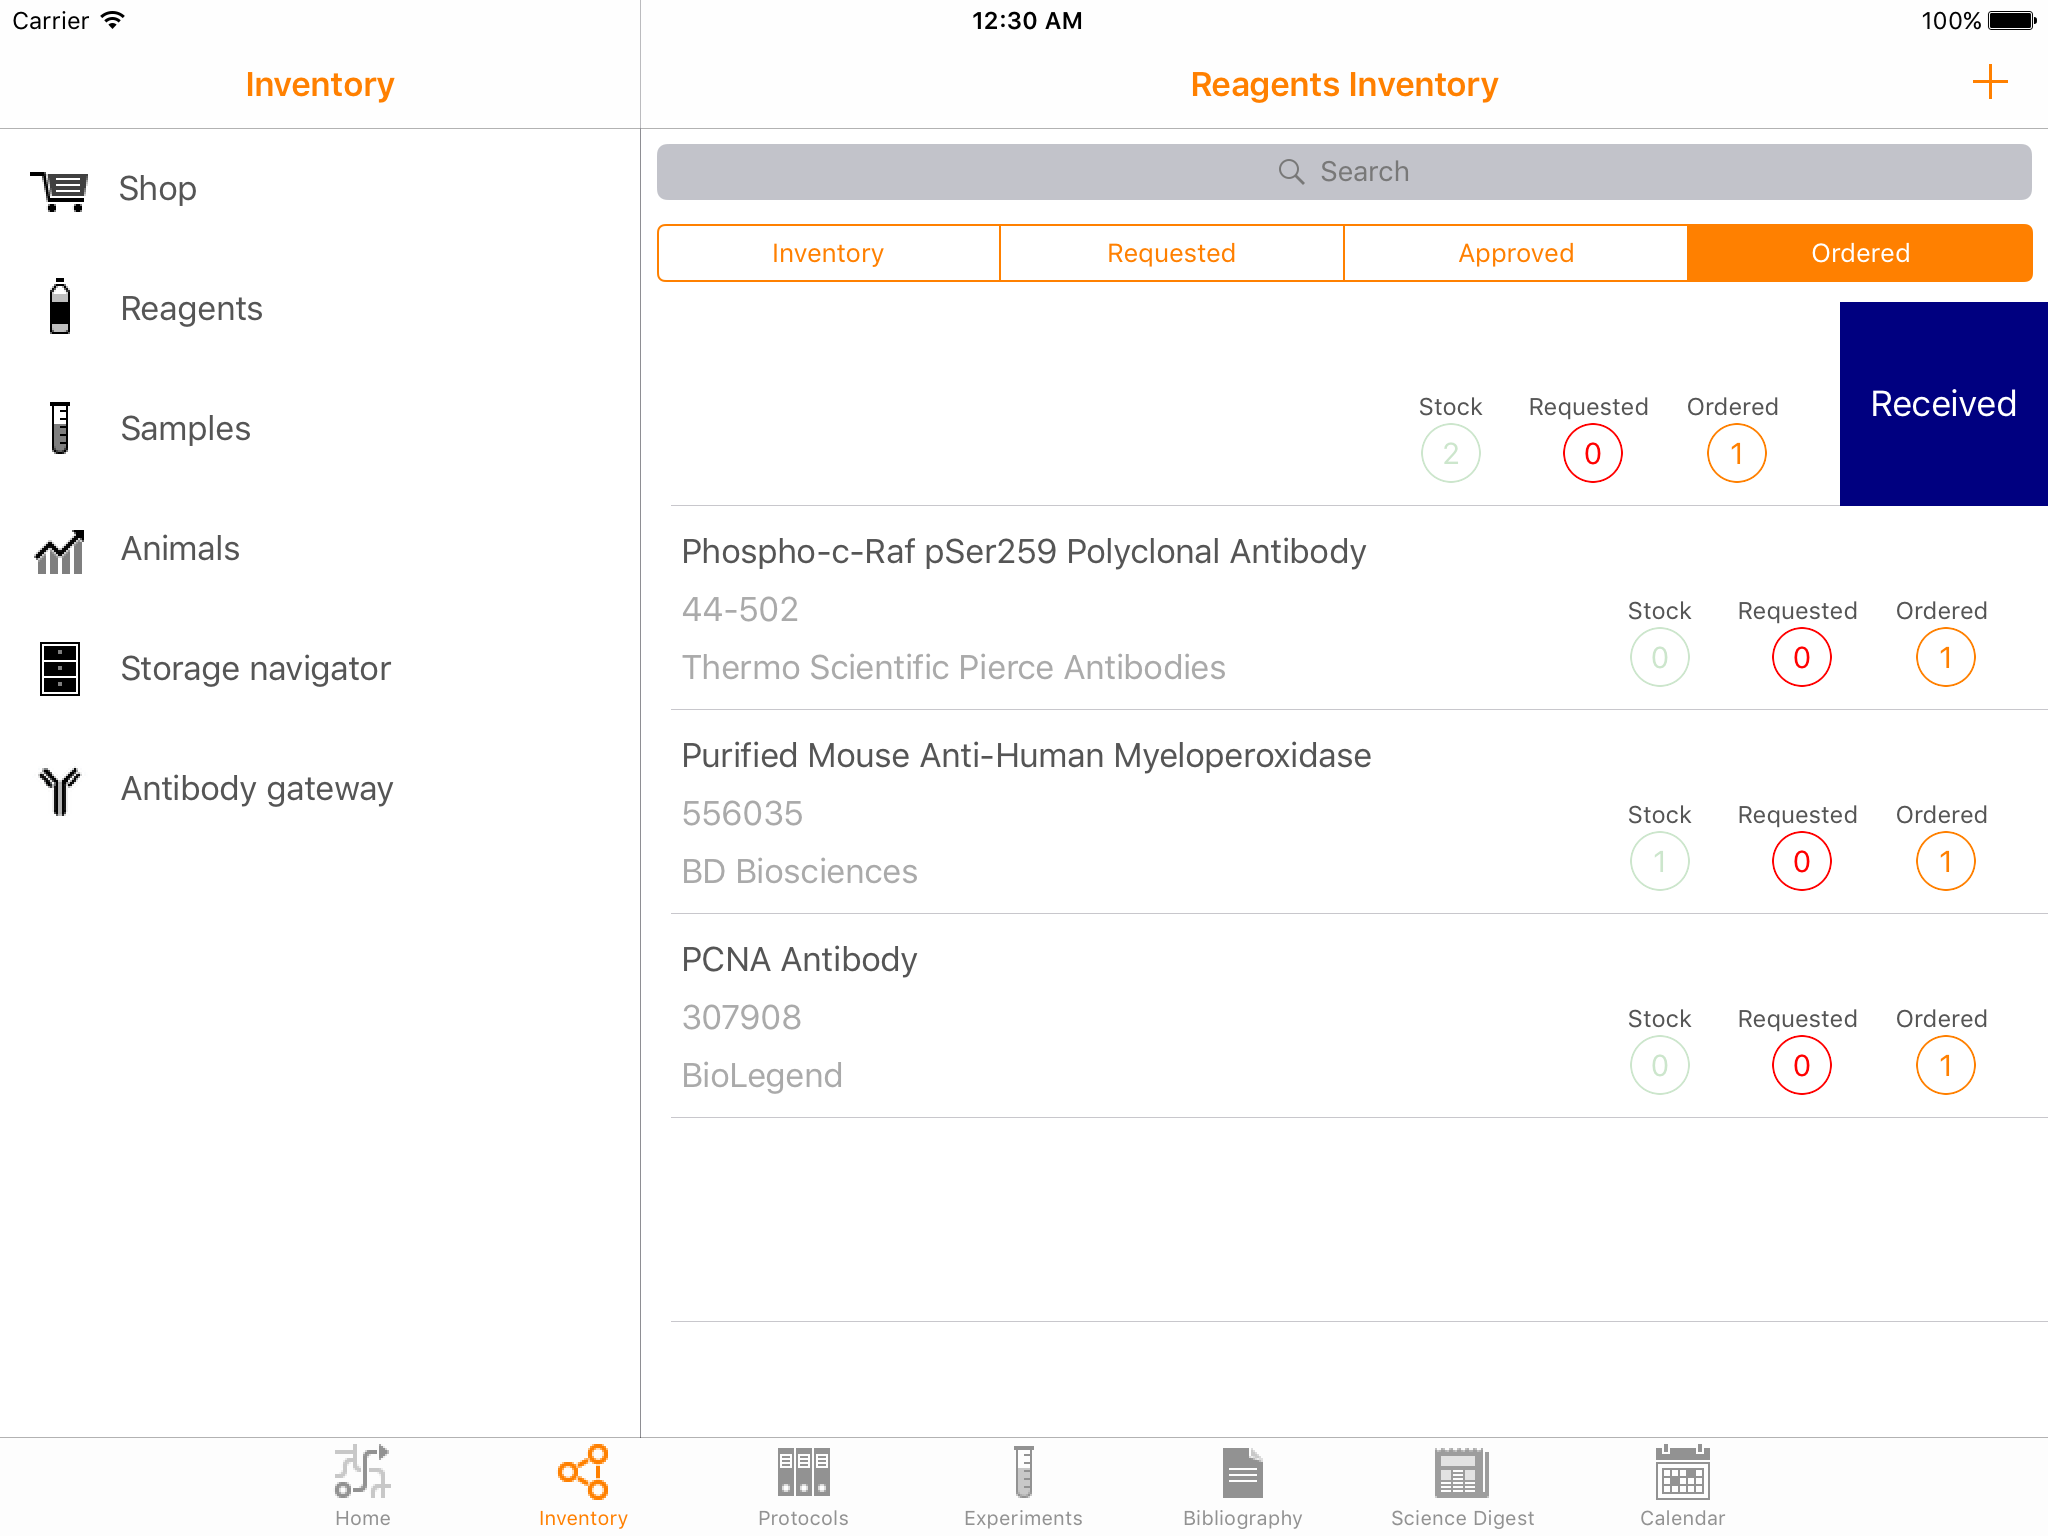 Carrier 12:30 AM 100%
Inventory Reagents Inventory
Search
Inventory Requested Approved Ordered
Shop
Reagents
Samples
Animals
Storage navigator
Antibody gateway
Stock Requested Ordered
2 0 1
Received
Phospho-c-Raf pSer259 Polyclonal Antibody
44-502
Thermo Scientific Pierce Antibodies
Stock Requested Ordered
0 0 1
Purified Mouse Anti-Human Myeloperoxidase
556035
BD Biosciences
Stock Requested Ordered
1 0 1
PCNA Antibody
307908
BioLegend
Stock Requested Ordered
0 0 1
Home Inventory Protocols Experiments Bibliography Science Digest Calendar